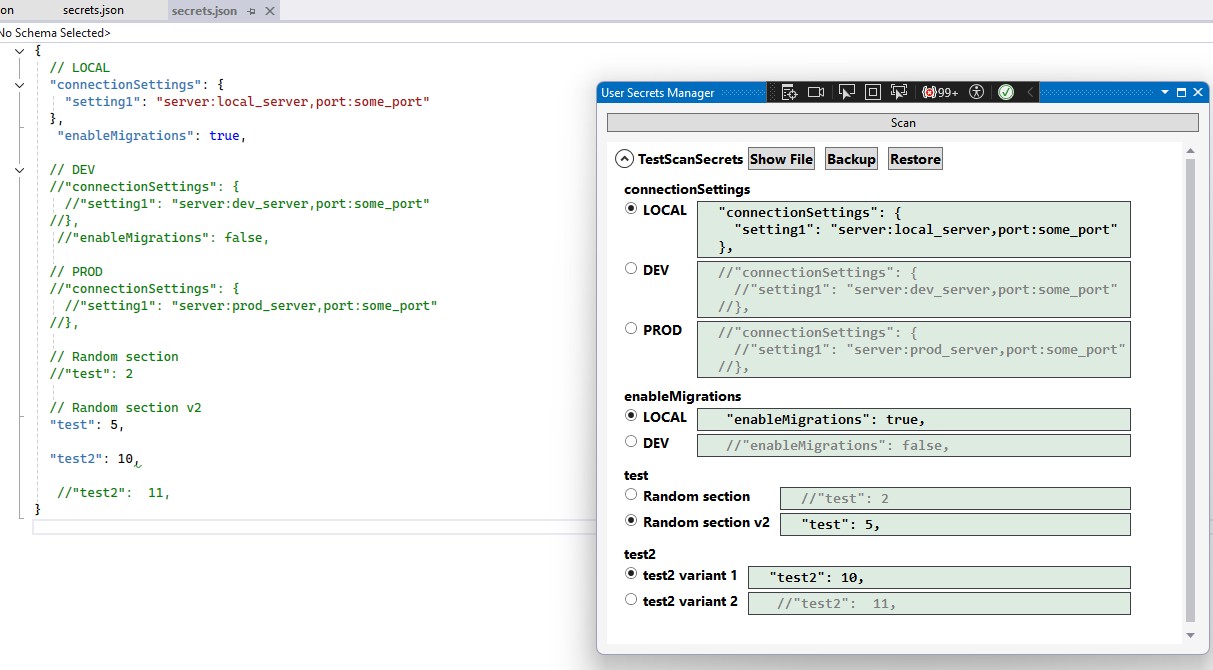 on
secrets.json
secrets.json
No Schema Selected>
{
// LOCAL
"connectionSettings": {
"setting1": "server:local_server,port:some_port"
},
"enableMigrations": true,
// DEV
//"connectionSettings": {
//"setting1": "server:dev_server,port:some_port"
//},
//"enableMigrations": false,
// PROD
//"connectionSettings": {
//"setting1": "server:prod_server,port:some_port"
//},
// Random section
//"test": 2
// Random section v2
"test": 5,
"test2": 10,
//"test2":  11,
}
User Secrets Manager
99+
Scan
TestScanSecrets Show File Backup Restore
connectionSettings
LOCAL
"connectionSettings": {
"setting1": "server:local_server,port:some_port"
},
DEV
//"connectionSettings": {
//"setting1": "server:dev_server,port:some_port"
//},
PROD
//"connectionSettings": {
//"setting1": "server:prod_server,port:some_port"
//},
enableMigrations
LOCAL "enableMigrations": true,
DEV //"enableMigrations": false,
test
Random section //"test": 2
Random section v2 "test": 5,
test2
test2 variant 1 "test2": 10,
test2 variant 2 //"test2":  11,